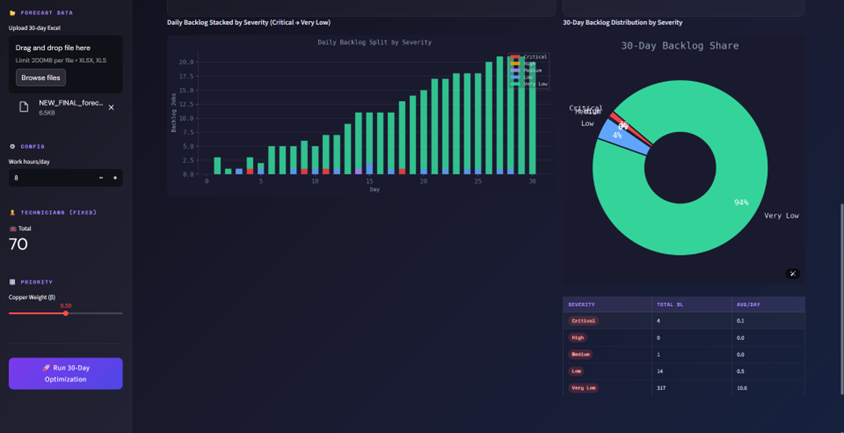 FORECAST DATA
Upload 30-day Excel
Drag and drop file here
Limit 200MB per file • XLSX, XLS
Browse files
NEW_FINAL_forec...
6.5KB
CONFIG
Work hours/day
8
TECHNICIANS (FIXED)
Total
70
PRIORITY
Copper Weight (β)
0.50
Run 30-Day
Optimization
Daily Backlog Stacked by Severity (Critical → Very Low)
Daily Backlog Split by Severity
Backlog Jobs
20.0
17.5
15.0
12.5
10.0
7.5
5.0
2.5
0.0
0 5 10 15 20 25 30
Day
Critical
High
Medium
Low
Very Low
30-Day Backlog Distribution by Severity
30-Day Backlog Share
Critical
Medium
High
Low
4%
94%
Very Low
SEVERITY TOTAL BL AVG/DAY
Critical 4 0.1
High 0 0.0
Medium 1 0.0
Low 14 0.5
Very Low 317 10.6